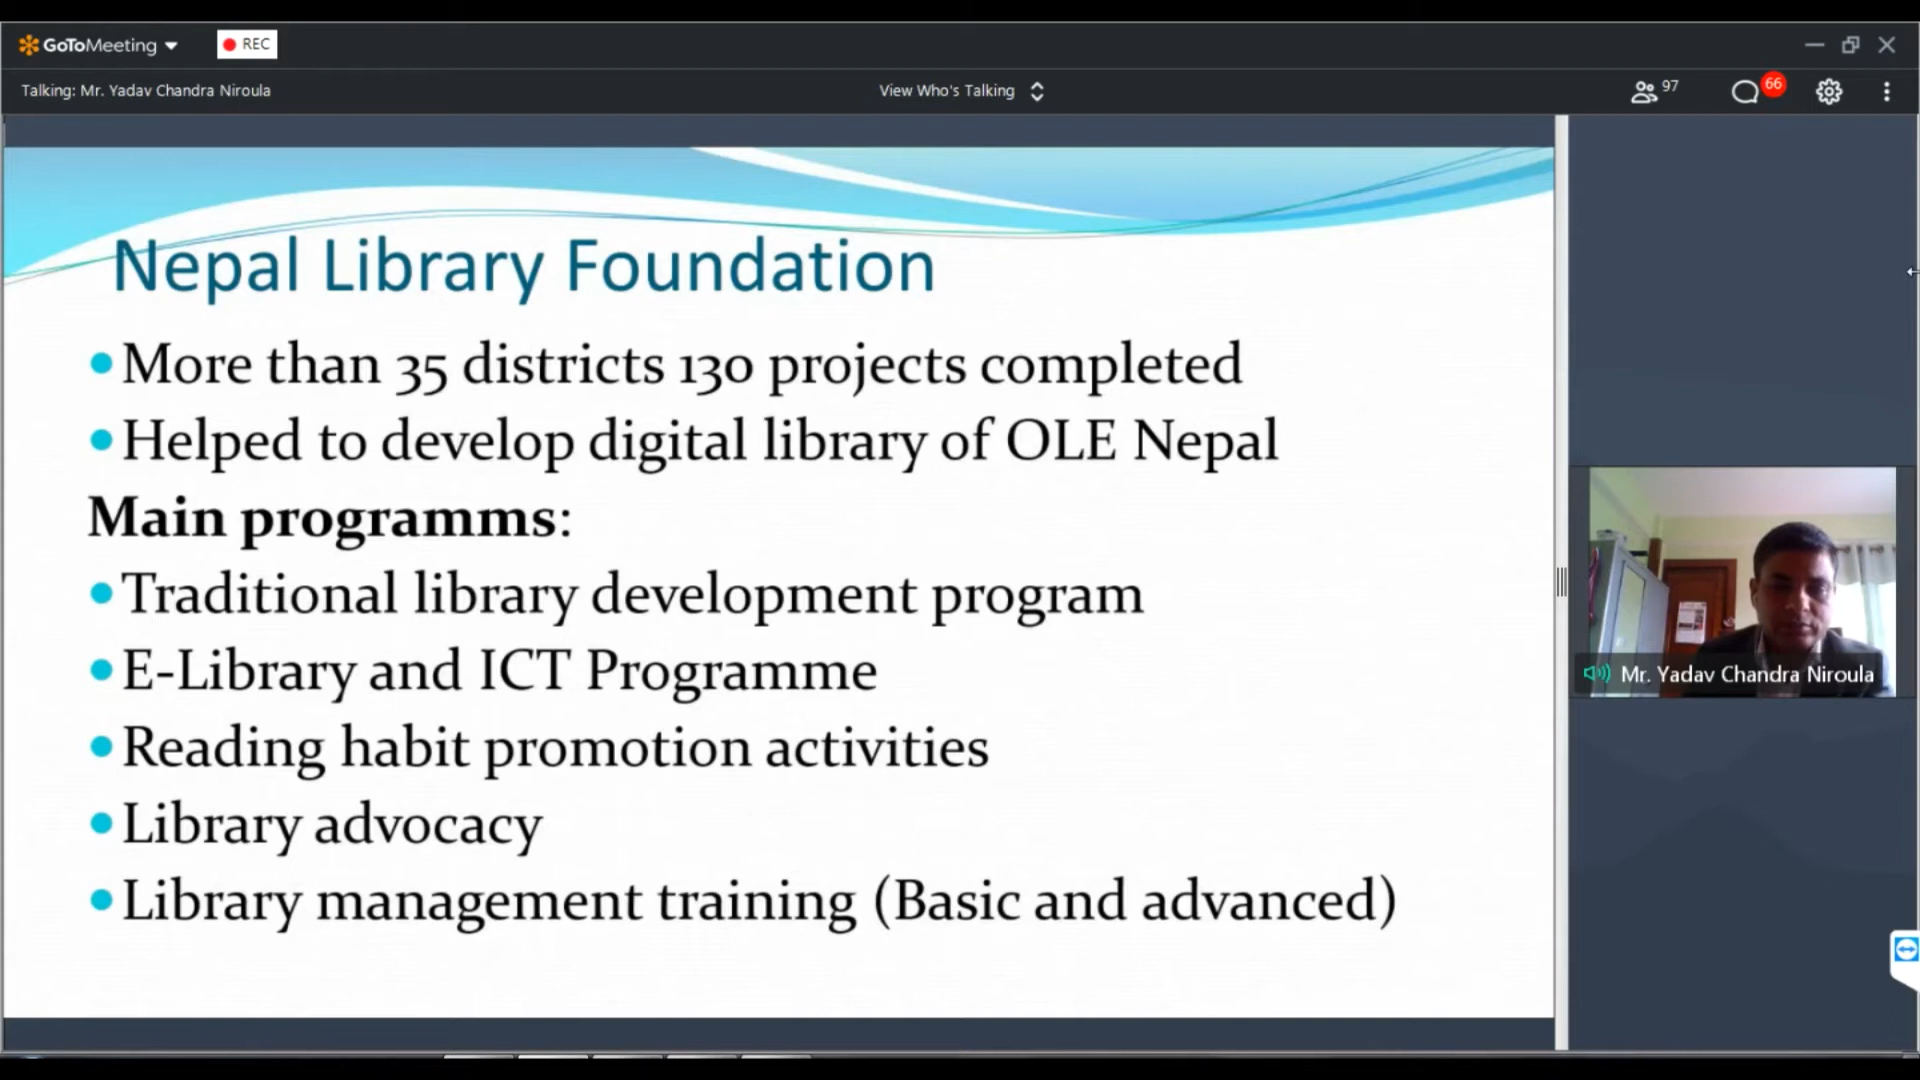 GoToMeeting
REC
Talking: Mr. Yadav Chandra Niroula
View Who's Talking
97
66
Nepal Library Foundation
•More than 35 districts 130 projects completed
•Helped to develop digital library of OLE Nepal
Main programms:
•Traditional library development program
•E-Library and ICT Programme
•Reading habit promotion activities
•Library advocacy
•Library management training (Basic and advanced)
Mr. Yadav Chandra Niroula